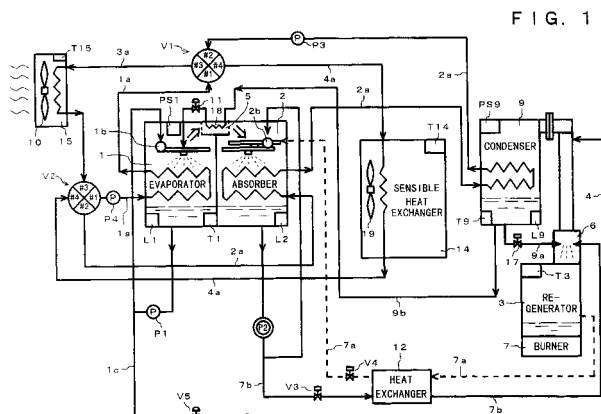 FIG. 1
T15
3a
V1
#2
#3 #4
#1
P3
4a
2a
1a
10
15
PS1
11
18
5
2
2b
1b
2a
PS9
9
CONDENSER
4
T14
1
EVAPORATOR
ABSORBER
SENSIBLE
HEAT
EXCHANGER
19
14
V2
#3
#4 #1
#2
P4
1a
L1
T1
L2
T9
L9
17
9a
6
2a
4a
9b
T3
3
RE-
GENERATOR
7
BURNER
P1
P2
7a
V4
12
7a
1c
7b
V3
HEAT
EXCHANGER
7b
V5